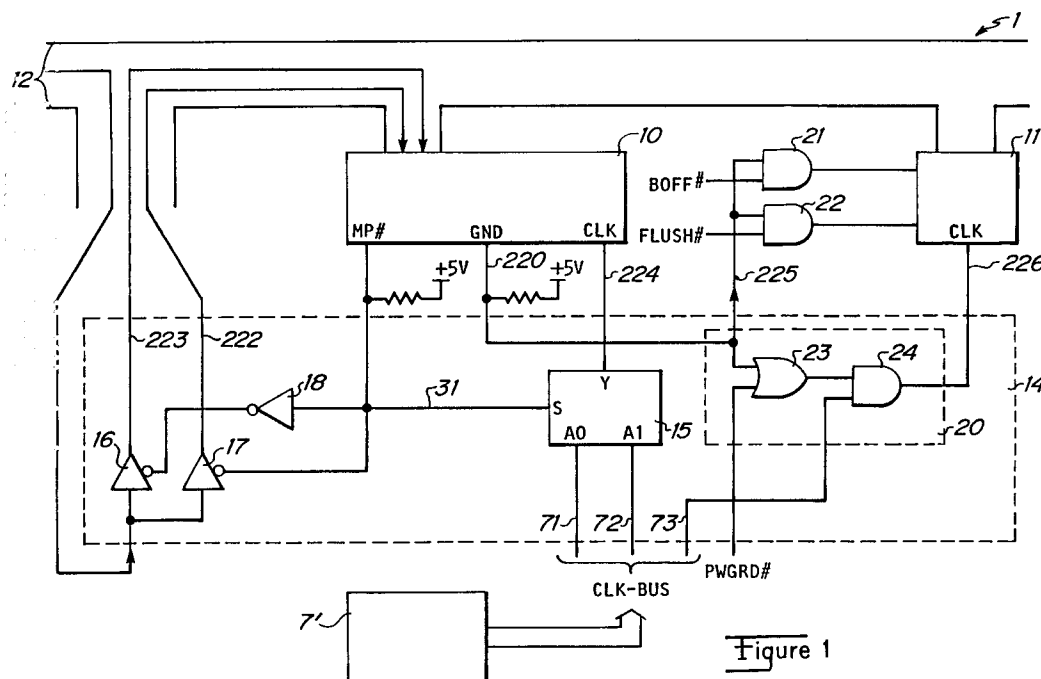 1
12
10
21
11
BOFF#
22
MP# GND CLK
FLUSH#
CLK
220 +5V +5V
224 225 226
223 222
18 31
Y
S
A0 A1
15
23 24
14
16 17
20
71 72 73
PWGRD#
CLK-BUS
7'
Figure 1